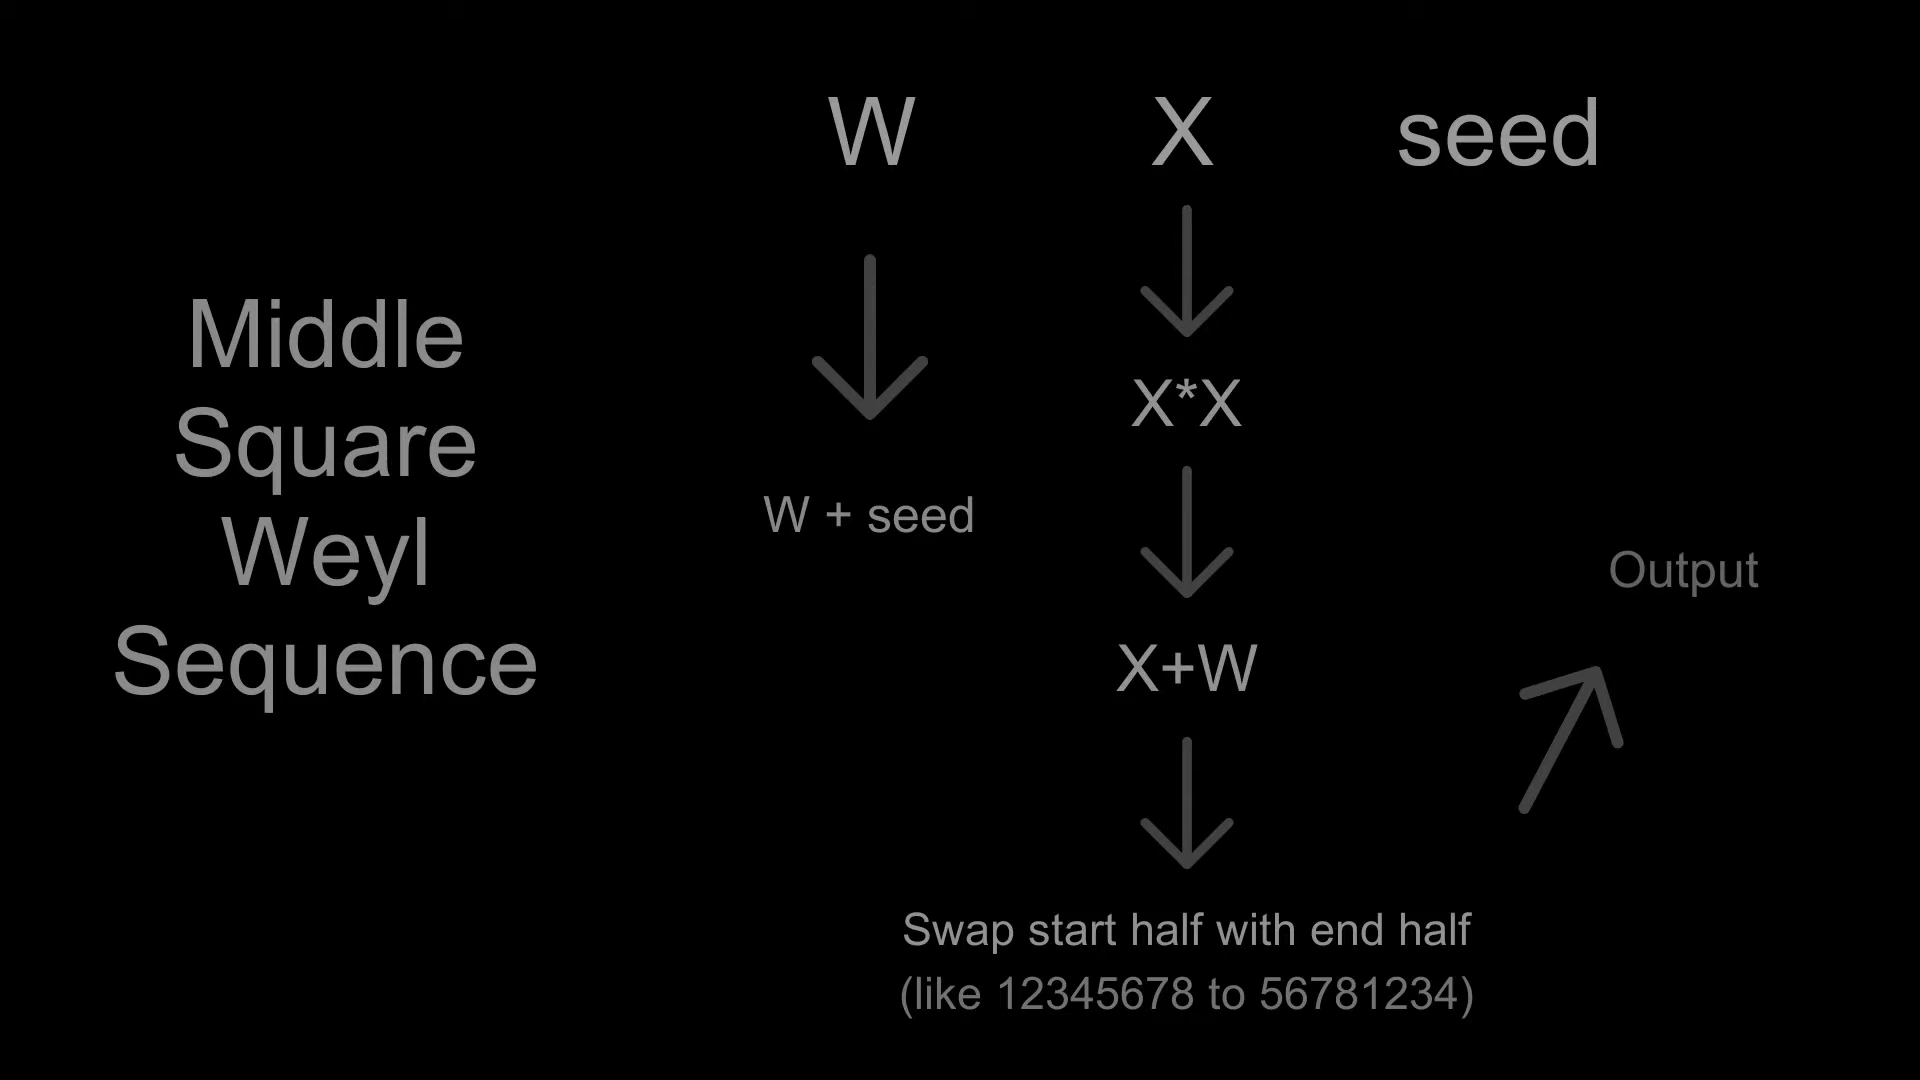 W X seed
Middle
Square
Weyl
Sequence
X*X
W + seed
X+W
Output
Swap start half with end half
(like 12345678 to 56781234)